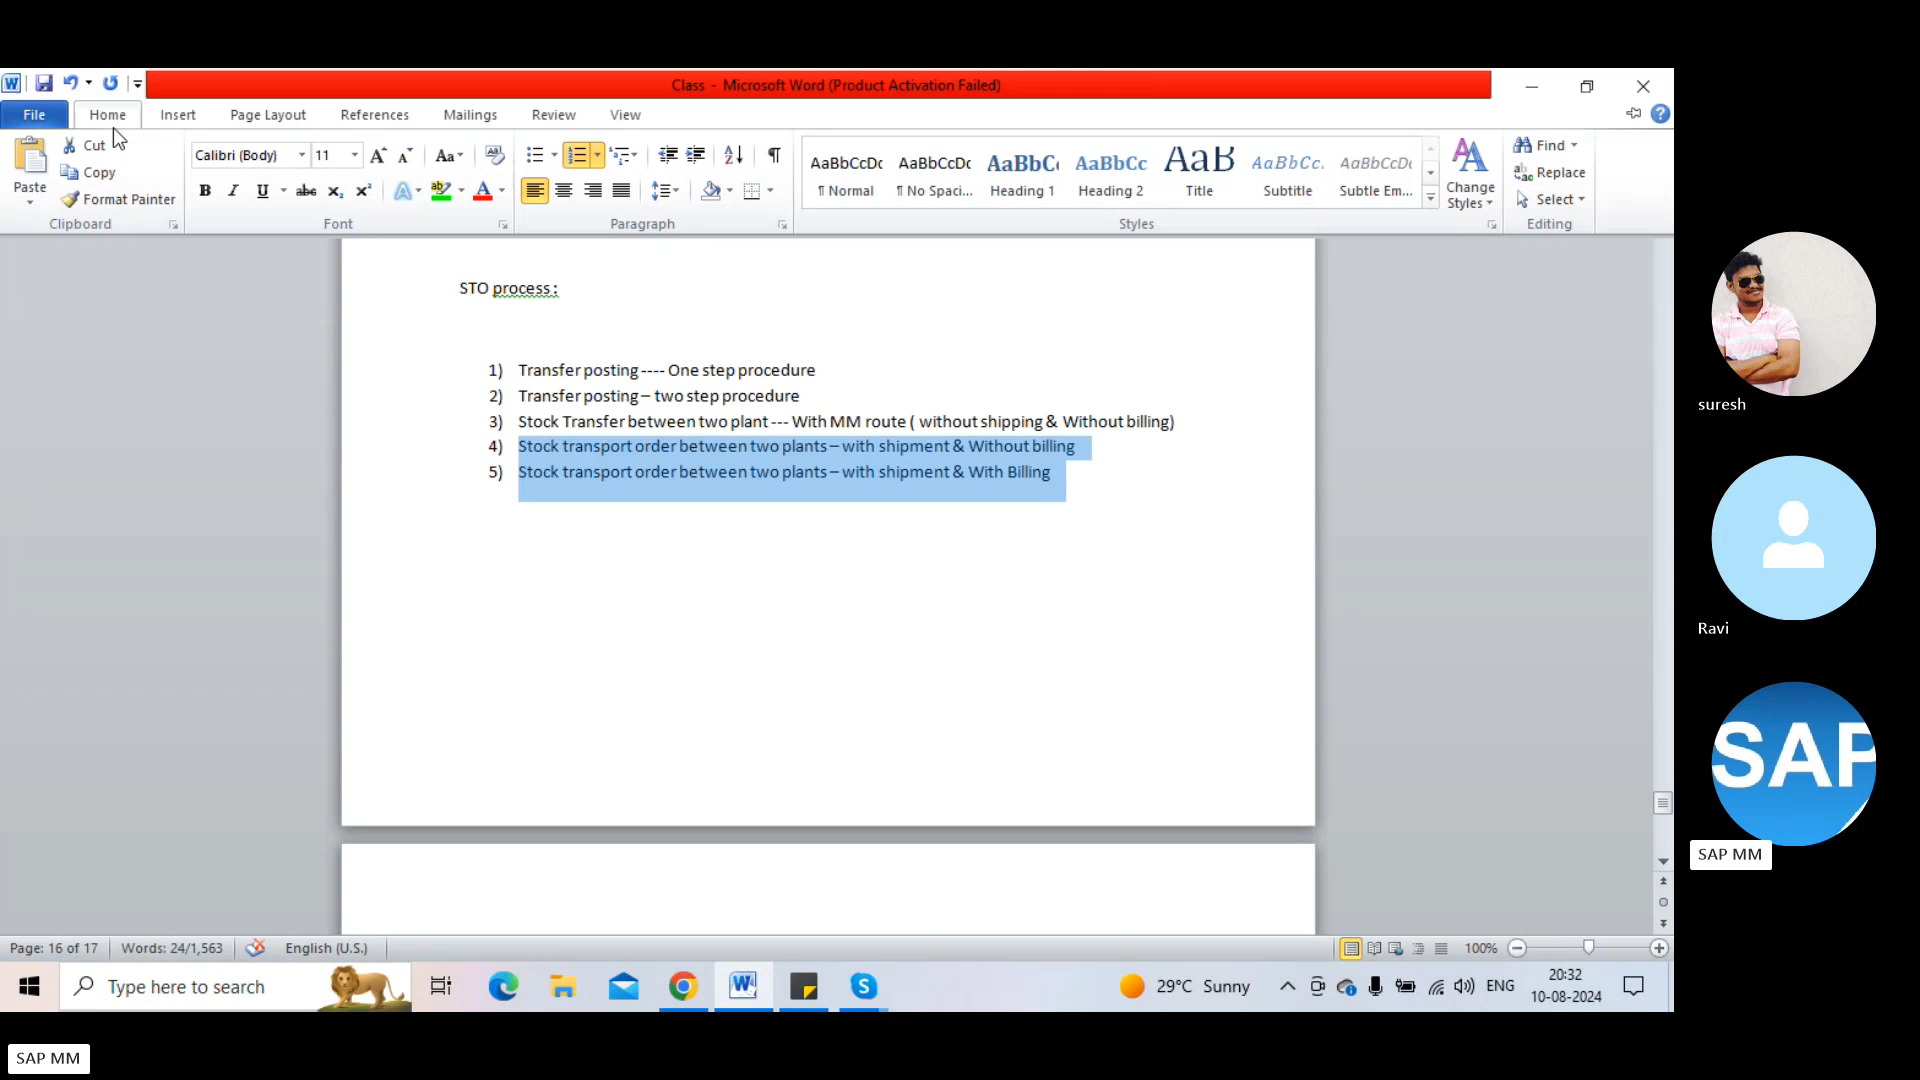 Class - Microsoft Word (Product Activation Failed)
File Home Insert Page Layout References Mailings Review View
Paste
Cut
Copy
Format Painter
Clipboard
Calibri (Body) 11
Font
Paragraph
AaBbCcDc AaBbCcDc AaBbC AaBbCc AaB AaBbCc. AaBbCcDc
¶ Normal ¶ No Spaci... Heading 1 Heading 2 Title Subtitle Subtle Em...
Change Styles
Styles
Find
Replace
Select
Editing
STO process:
1) Transfer posting ---- One step procedure
2) Transfer posting – two step procedure
3) Stock Transfer between two plant --- With MM route ( without shipping & Without billing)
4) Stock transport order between two plants – with shipment & Without billing
5) Stock transport order between two plants – with shipment & With Billing
suresh
Ravi
SAP
SAP MM
Page: 16 of 17 Words: 24/1,563 English (U.S.) 100%
Type here to search 29°C Sunny ENG 20:32
10-08-2024
SAP MM